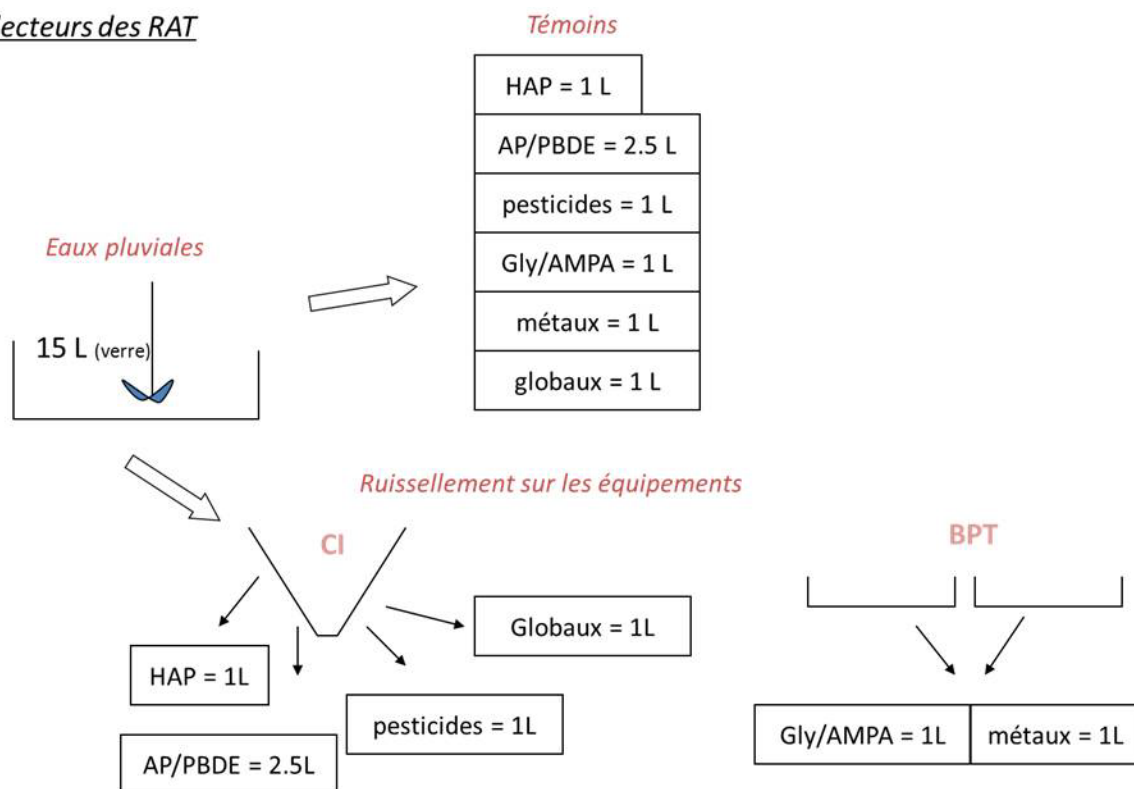 lecteurs des RAT
Témoins
HAP = 1 L
AP/PBDE = 2.5 L
pesticides = 1 L
Gly/AMPA = 1 L
métaux = 1 L
globaux = 1 L
Eaux pluviales
15 L (verre)
Ruissellement sur les équipements
CI
BPT
Globaux = 1L
HAP = 1L
pesticides = 1L
AP/PBDE = 2.5L
Gly/AMPA = 1L
métaux = 1L